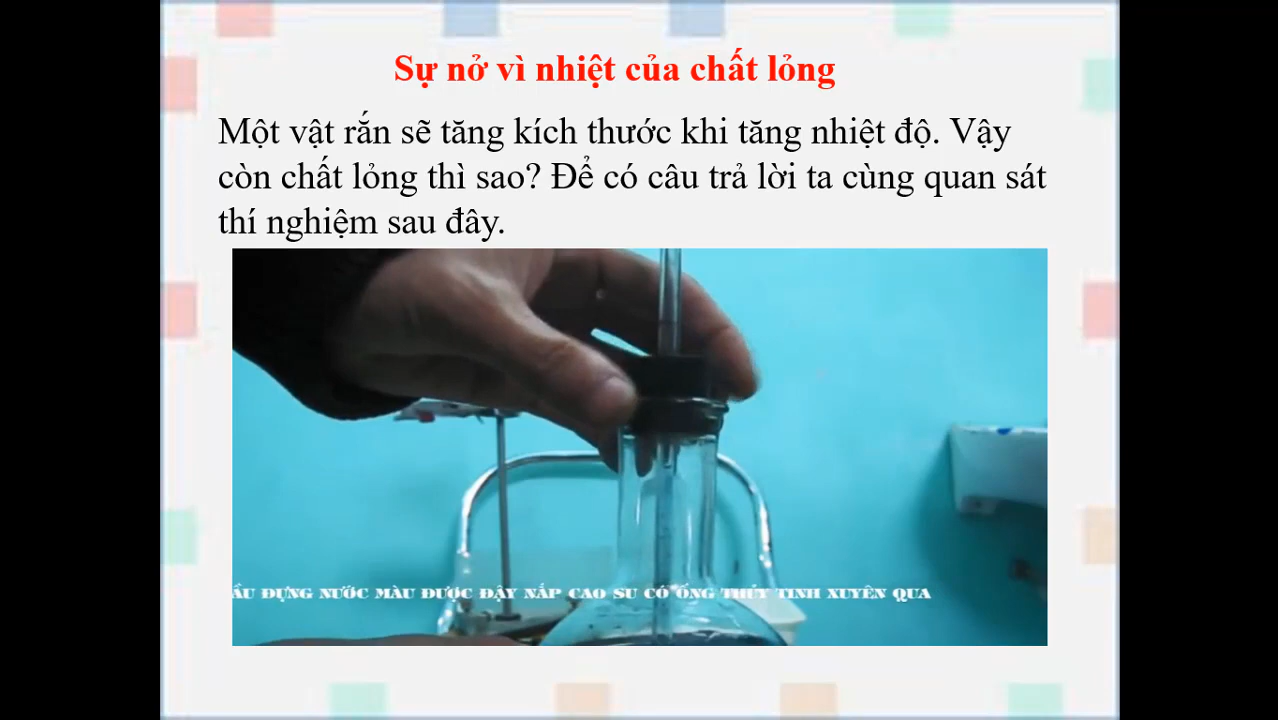 Sự nở vì nhiệt của chất lỏng
Một vật rắn sẽ tăng kích thước khi tăng nhiệt độ. Vậy
còn chất lỏng thì sao? Để có câu trả lời ta cùng quan sát
thí nghiệm sau đây.
ẦU ĐỰNG NƯỚC MÀU ĐƯỢC ĐẬY NẮP CAO SU CÓ ỐNG THỦY TINH XUYÊN QUA